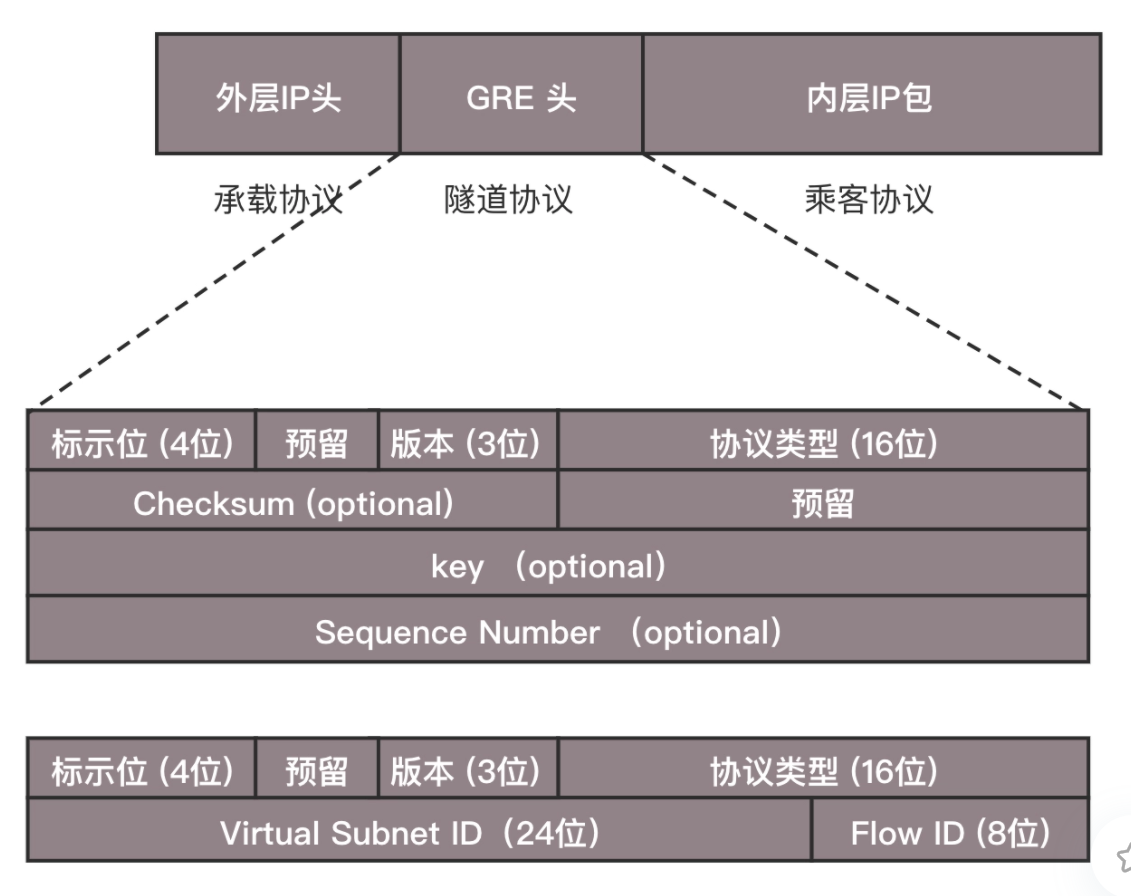 外层IP头 GRE 头 内层IP包
承载协议 隧道协议 乘客协议
标示位 (4位) 预留 版本 (3位) 协议类型 (16位)
Checksum (optional) 预留
key （optional）
Sequence Number （optional）
标示位 (4位) 预留 版本 (3位) 协议类型 (16位)
Virtual Subnet ID（24位） Flow ID (8位)